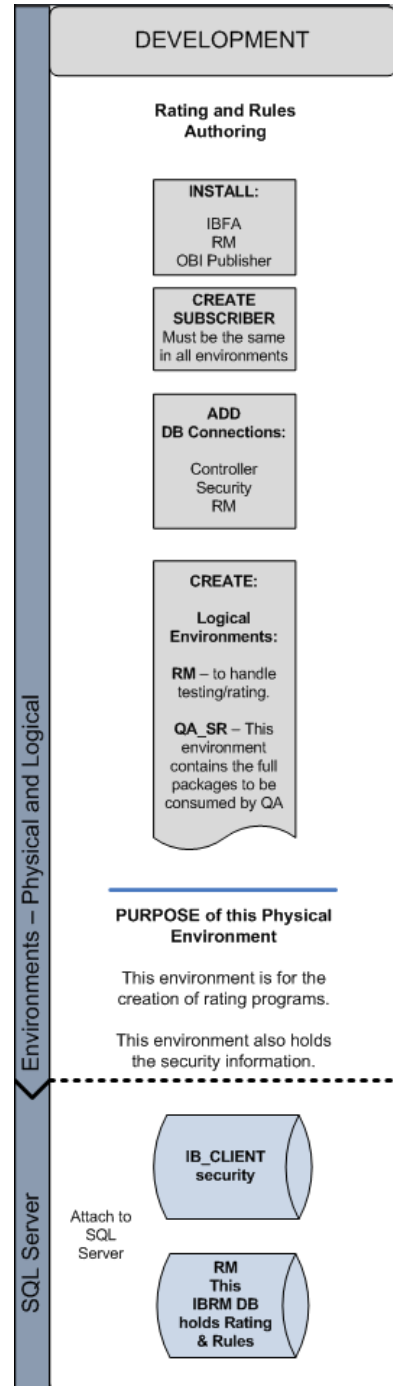 DEVELOPMENT
Rating and Rules
Authoring
INSTALL:
IBFA
RM
OBI Publisher
CREATE
SUBSCRIBER
Must be the same
in all environments
ADD
DB Connections:
Controller
Security
RM
CREATE:
Logical
Environments:
RM – to handle
testing/rating.
QA_SR – This
environment
contains the full
packages to be
consumed by QA
Environments – Physical and Logical
PURPOSE of this Physical
Environment
This environment is for the
creation of rating programs.
This environment also holds
the security information.
SQL Server
Attach to
SQL
Server
IB_CLIENT
security
RM
This
IBRM DB
holds Rating
& Rules